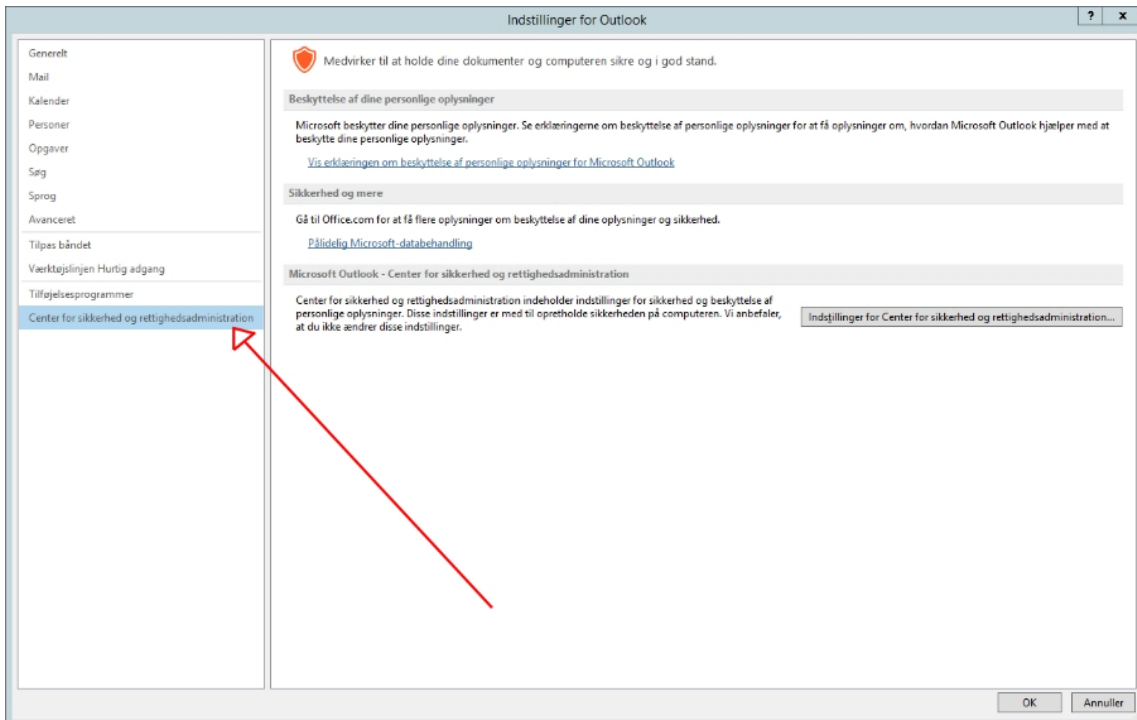 Indstillinger for Outlook
? x
Generelt
Mail
Kalender
Personer
Opgaver
Søg
Sprog
Avanceret
Tilpas båndet
Værktøjslinjen Hurtig adgang
Tilføjelsesprogrammer
Center for sikkerhed og rettighedsadministration
Medvirker til at holde dine dokumenter og computeren sikre og i god stand.
Beskyttelse af dine personlige oplysninger
Microsoft beskytter dine personlige oplysninger. Se erklæringerne om beskyttelse af personlige oplysninger for at få oplysninger om, hvordan Microsoft Outlook hjælper med at
beskytte dine personlige oplysninger.
Vis erklæringen om beskyttelse af personlige oplysninger for Microsoft Outlook
Sikkerhed og mere
Gå til Office.com for at få flere oplysninger om beskyttelse af dine oplysninger og sikkerhed.
Pålidelig Microsoft-databehandling
Microsoft Outlook - Center for sikkerhed og rettighedsadministration
Center for sikkerhed og rettighedsadministration indeholder indstillinger for sikkerhed og beskyttelse af
personlige oplysninger. Disse indstillinger er med til opretholde sikkerheden på computeren. Vi anbefaler,
at du ikke ændrer disse indstillinger.
Indstillinger for Center for sikkerhed og rettighedsadministration...
OK
Annuller